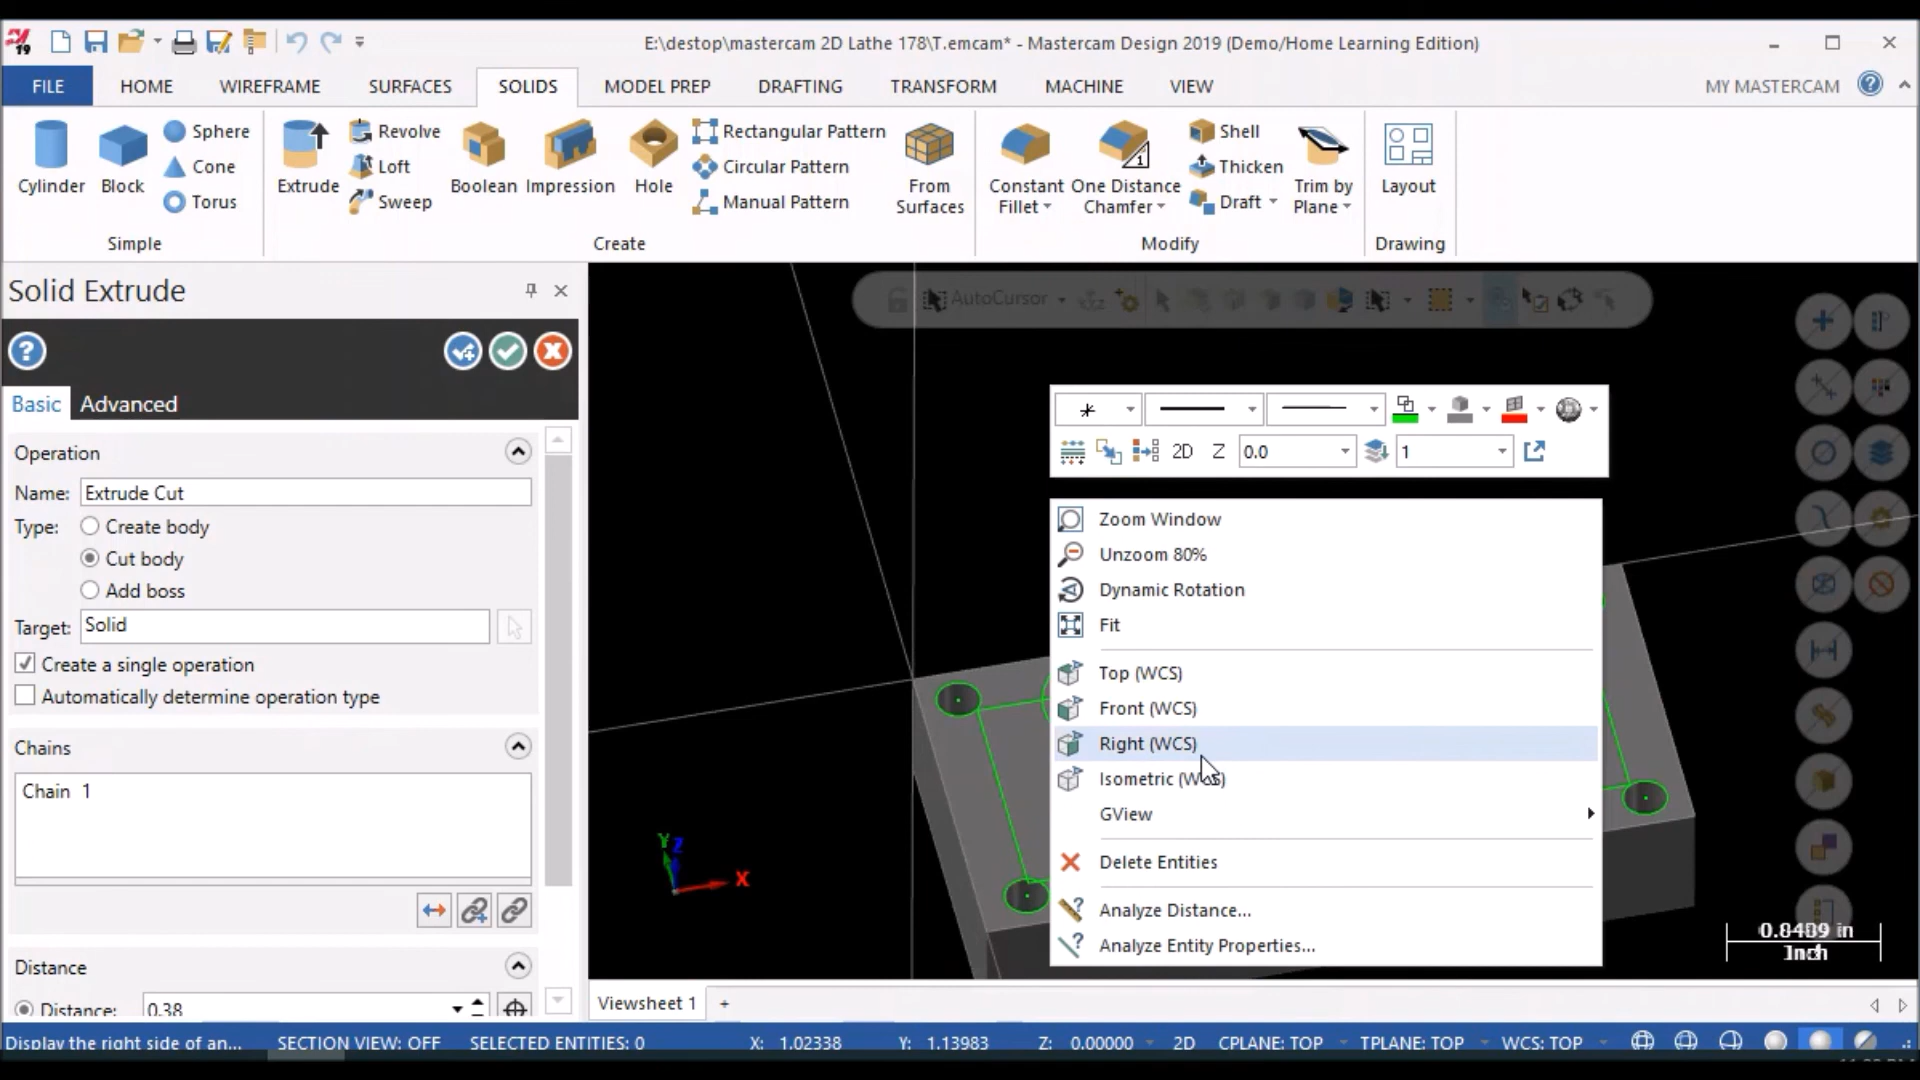 19
E:\destop\mastercam 2D Lathe 178\T.emcam* - Mastercam Design 2019 (Demo/Home Learning Edition)
FILE HOME WIREFRAME SURFACES SOLIDS MODEL PREP DRAFTING TRANSFORM MACHINE VIEW MY MASTERCAM
Cylinder
Block
Sphere
Cone
Torus
Simple
Extrude
Revolve
Loft
Sweep
Boolean
Impression
Hole
Rectangular Pattern
Circular Pattern
Manual Pattern
From
Surfaces
Create
Constant
Fillet
One Distance
Chamfer
Shell
Thicken
Draft
Trim by
Plane
Modify
Layout
Drawing
Solid Extrude
Basic Advanced
Operation
Name: Extrude Cut
Type: Create body
Cut body
Add boss
Target: Solid
Create a single operation
Automatically determine operation type
Chains
Chain 1
Distance
Distance: 0.38
AutoCursor
2D Z 0.0 1
Zoom Window
Unzoom 80%
Dynamic Rotation
Fit
Top (WCS)
Front (WCS)
Right (WCS)
Isometric (WCS)
GView
Delete Entities
Analyze Distance...
Analyze Entity Properties...
Y Z
X
in
Inch
Viewsheet 1 +
Display the right side of an... SECTION VIEW: OFF SELECTED ENTITIES: 0 X: 1.02338 Y: 1.13983 Z: 0.00000 2D CPLANE: TOP TPLANE: TOP WCS: TOP